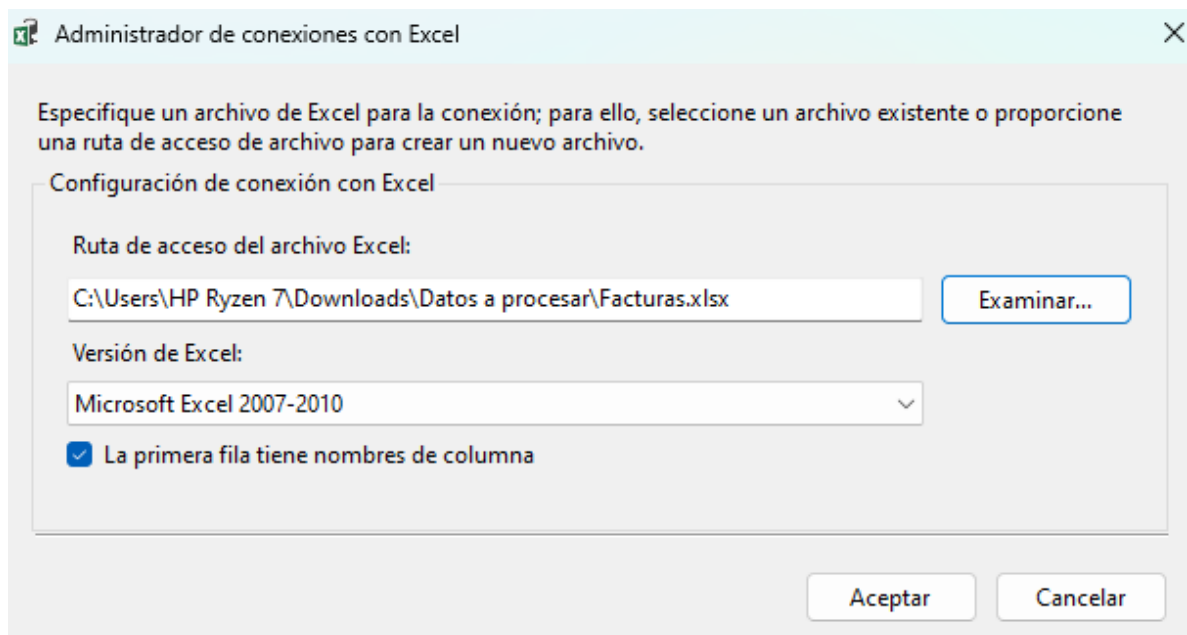 Administrador de conexiones con Excel
Especifique un archivo de Excel para la conexión; para ello, seleccione un archivo existente o proporcione
una ruta de acceso de archivo para crear un nuevo archivo.
Configuración de conexión con Excel
Ruta de acceso del archivo Excel:
C:\Users\HP Ryzen 7\Downloads\Datos a procesar\Facturas.xlsx
Examinar...
Versión de Excel:
Microsoft Excel 2007-2010
La primera fila tiene nombres de columna
Aceptar
Cancelar